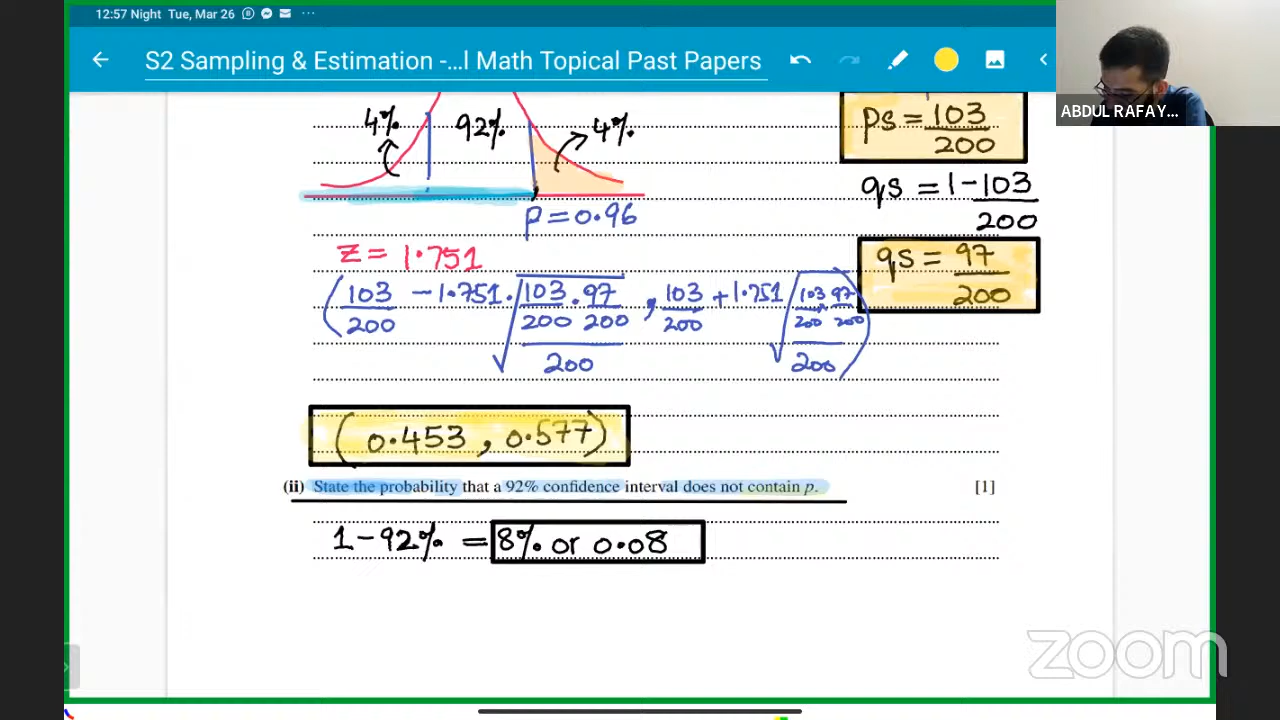 12:57 Night Tue, Mar 26 ...
S2 Sampling & Estimation -...l Math Topical Past Papers
ABDUL RAFAY...
4% 92% 4%
ps = 103/200
qs = 1 - 103/200
p = 0.96
z = 1.751
qs = 97/200
(103/200 - 1.751 . √(103/200 . 97/200 / 200) , 103/200 + 1.751 √(103/200 . 97/200 / 200))
(0.453, 0.577)
(ii) State the probability that a 92% confidence interval does not contain p. [1]
1 - 92% = 8% or 0.08
zoom